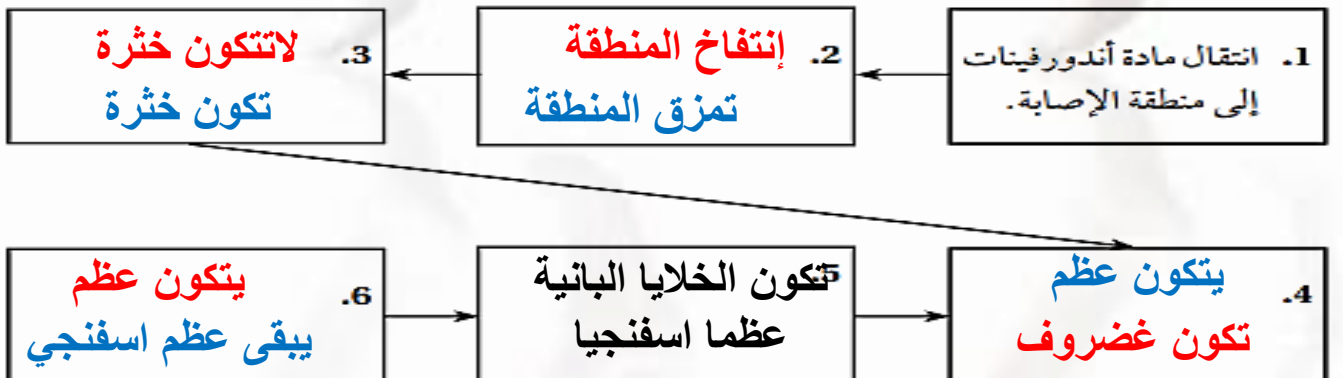 1. انتقال مادة أندورفينات
إلى منطقة الإصابة.
2. إنتفاخ المنطقة
تمزق المنطقة
3. لاتتكون خثرة
تكون خثرة
4. يتكون عظم
تكون غضروف
5. تكون الخلايا البانية
عظما اسفنجيا
6. يتكون عظم
يبقى عظم اسفنجي